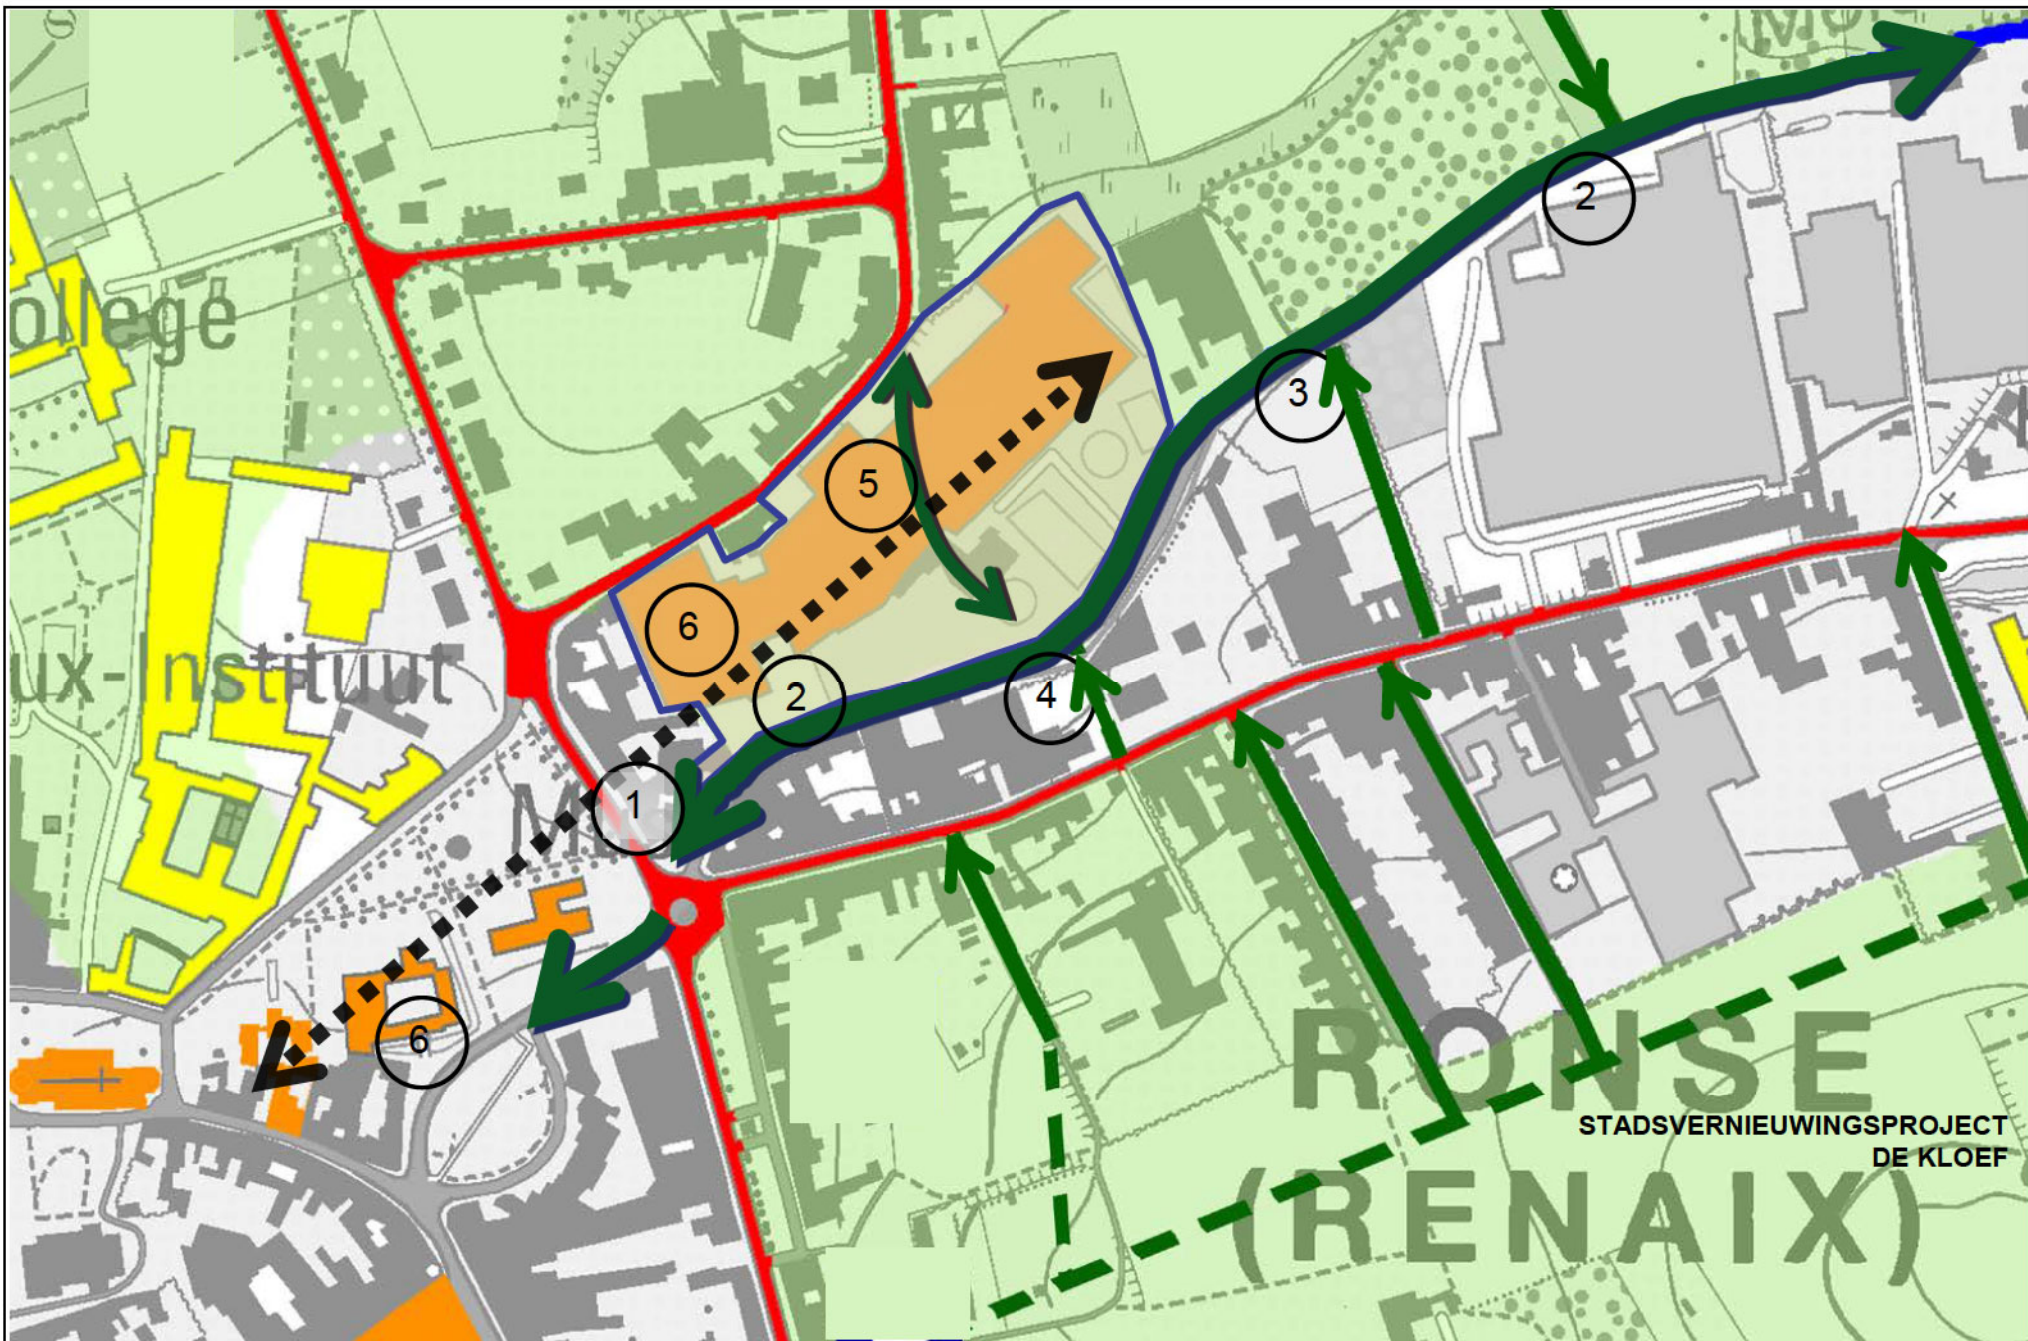 ollege
2
3
5
6
ux-Instituut
2
4
1
M
6
RONSE
STADSVERNIEUWINGSPROJECT
DE KLOEF
(RENAIX)